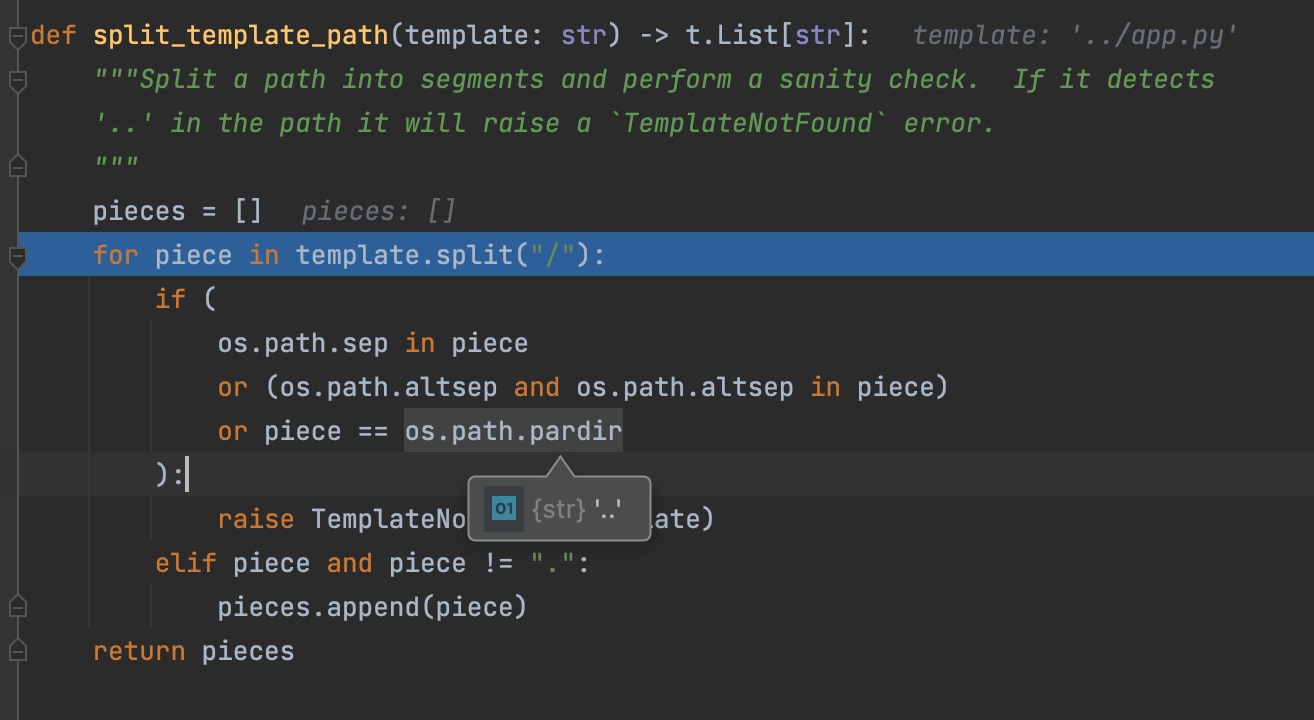 def split_template_path(template: str) -> t.List[str]:   template: '../app.py'
    """Split a path into segments and perform a sanity check.  If it detects
    '..' in the path it will raise a `TemplateNotFound` error.
    """
    pieces = []   pieces: []
    for piece in template.split("/"):
        if (
            os.path.sep in piece
            or (os.path.altsep and os.path.altsep in piece)
            or piece == os.path.pardir
        ):
01 {str} '..'
            raise TemplateNo late)
        elif piece and piece != ".":
            pieces.append(piece)
    return pieces